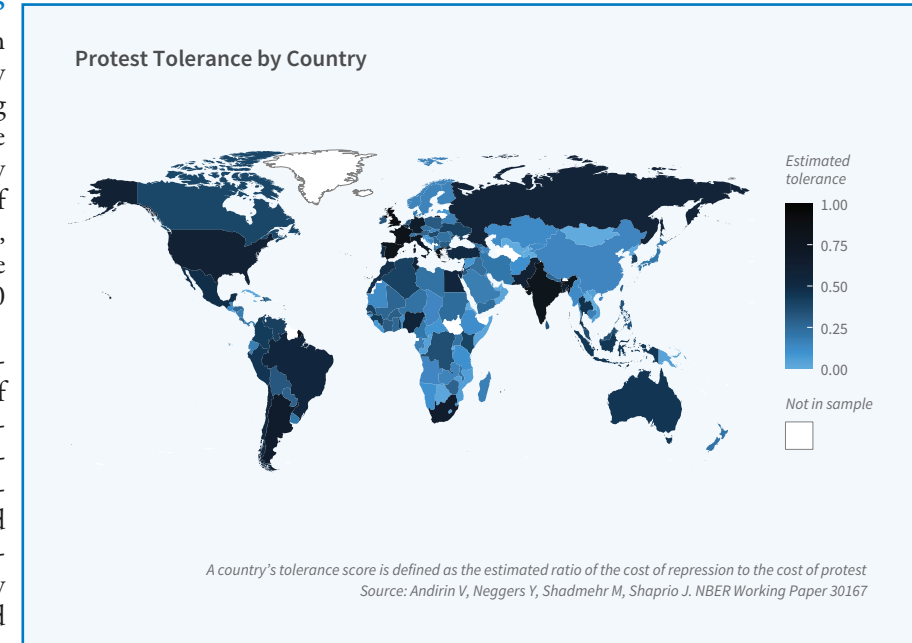 Protest Tolerance by Country
Estimated
tolerance
1.00
0.75
0.50
0.25
0.00
Not in sample
A country's tolerance score is defined as the estimated ratio of the cost of repression to the cost of protest
Source: Andirin V, Neggers Y, Shadmehr M, Shaprio J. NBER Working Paper 30167